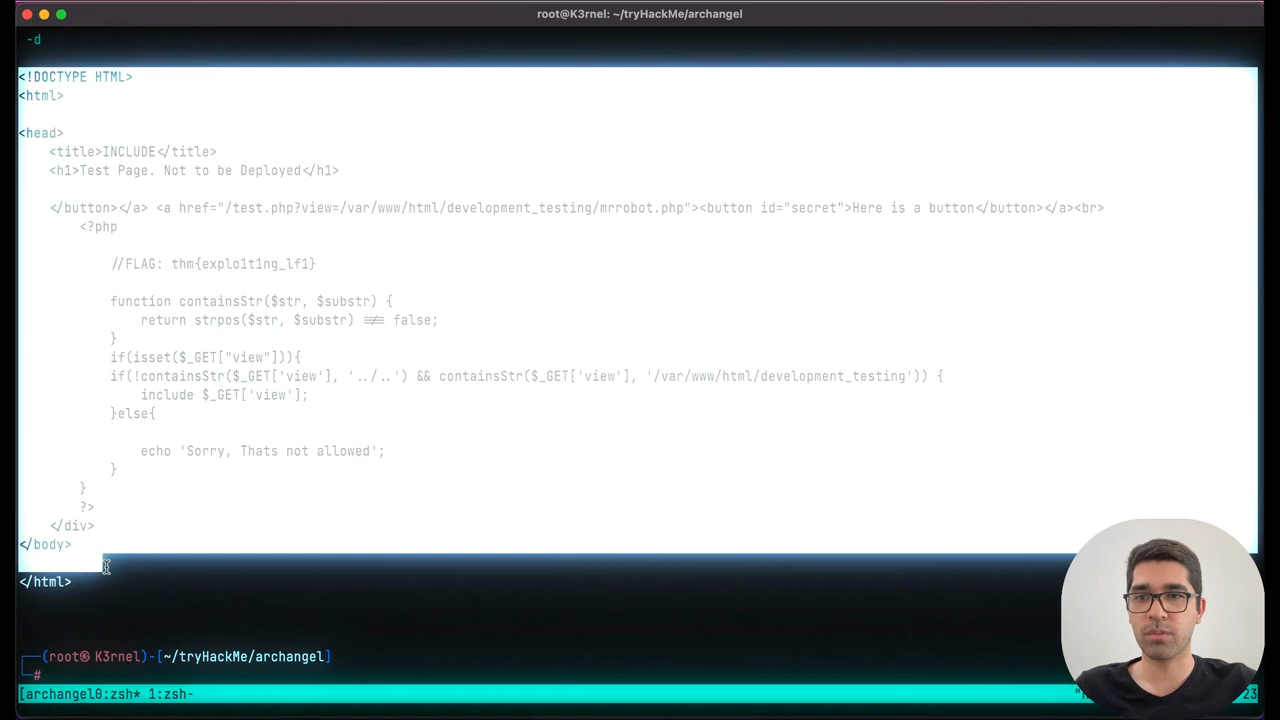 root@K3rnel: ~/tryHackMe/archangel
-d
<!DOCTYPE HTML>
<html>
<head>
<title>INCLUDE</title>
<h1>Test Page. Not to be Deployed</h1>
</button></a> <a href="/test.php?view=/var/www/html/development_testing/mrrobot.php"><button id="secret">Here is a button</button></a><br>
<?php
//FLAG: thm{explo1t1ng_lf1}
function containsStr($str, $substr) {
return strpos($str, $substr) !== false;
}
if(isset($_GET["view"])){
if(!containsStr($_GET['view'], '../..') && containsStr($_GET['view'], '/var/www/html/development_testing')) {
include $_GET['view'];
}else{
echo 'Sorry, Thats not allowed';
}
}
?>
</div>
</body>
</html>
(root㉿K3rnel)-[~/tryHackMe/archangel]
#
[archangel0:zsh* 1:zsh-
23